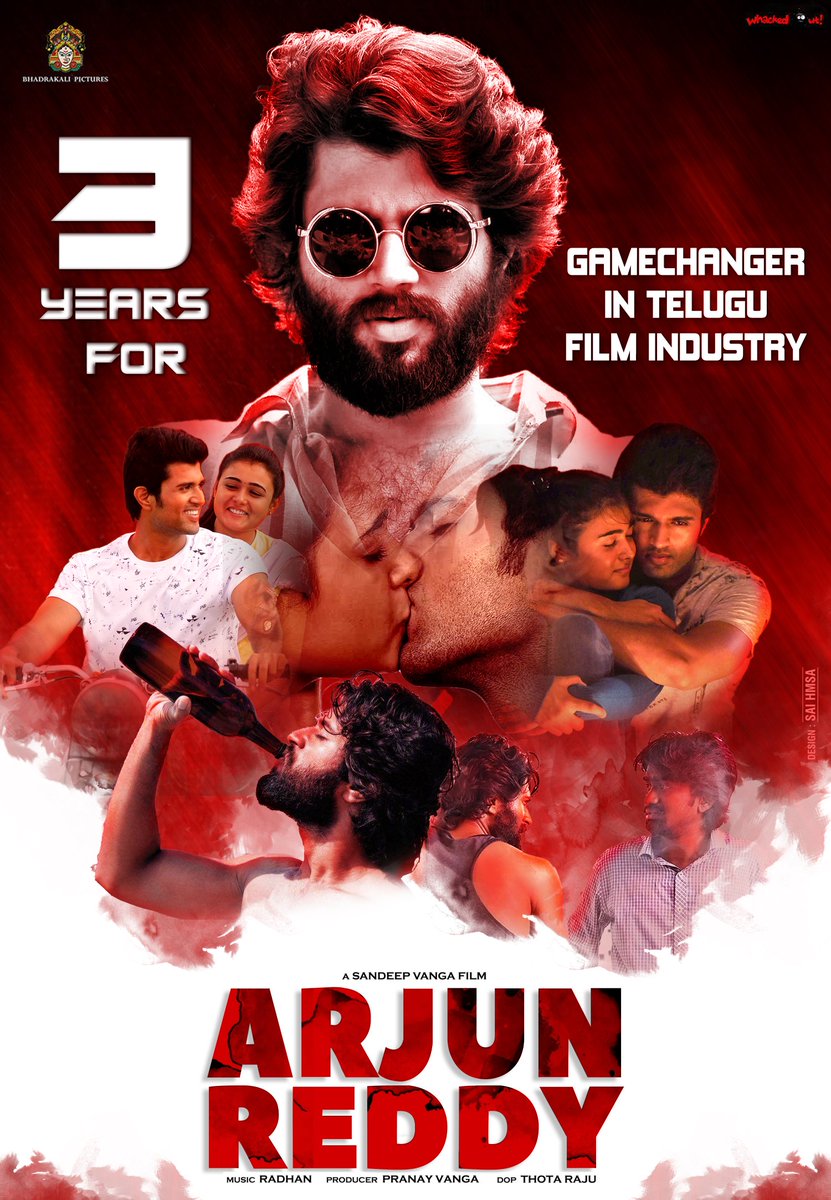 BHADRAKALI PICTURES
whacked out!
3
YEARS
FOR
GAMECHANGER
IN TELUGU
FILM INDUSTRY
DESIGN : SAI HMSA
A SANDEEP VANGA FILM
ARJUN
REDDY
MUSIC RADHAN PRODUCER PRANAY VANGA DOP THOTA RAJU